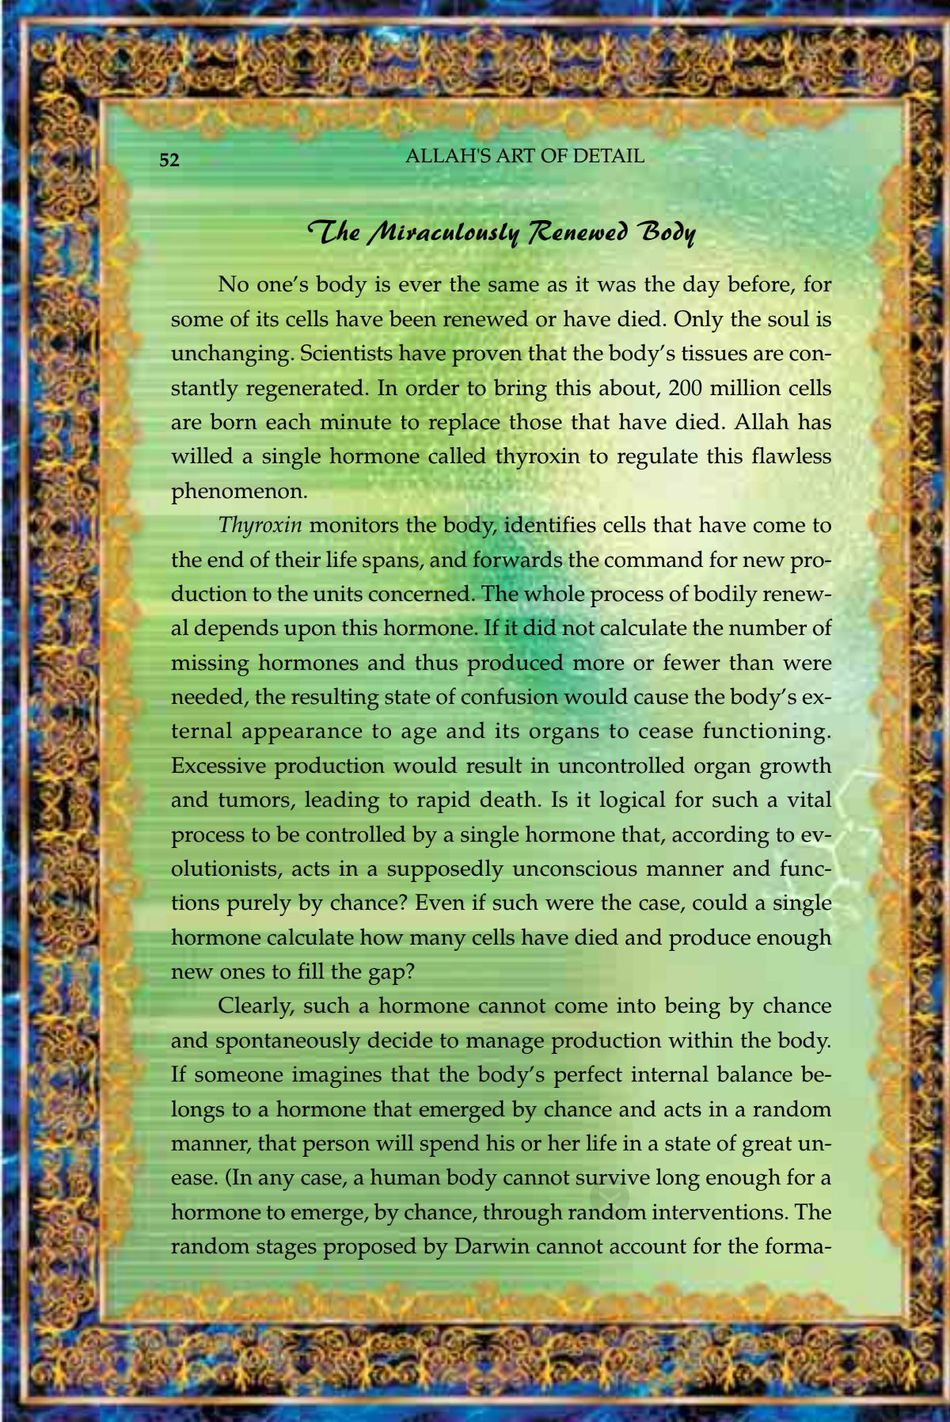 52
ALLAH'S ART OF DETAIL
The Miraculously Renewed Body
No one's body is ever the same as it was the day before, for
some of its cells have been renewed or have died. Only the soul is
unchanging. Scientists have proven that the body's tissues are con-
stantly regenerated. In order to bring this about, 200 million cells
are born each minute to replace those that have died. Allah has
willed a single hormone called thyroxin to regulate this flawless
phenomenon.
Thyroxin monitors the body, identifies cells that have come to
the end of their life spans, and forwards the command for new pro-
duction to the units concerned. The whole process of bodily renew-
al depends upon this hormone. If it did not calculate the number of
missing hormones and thus produced more or fewer than were
needed, the resulting state of confusion would cause the body's ex-
ternal appearance to age and its organs to cease functioning.
Excessive production would result in uncontrolled organ growth
and tumors, leading to rapid death. Is it logical for such a vital
process to be controlled by a single hormone that, according to ev-
olutionists, acts in a supposedly unconscious manner and func-
tions purely by chance? Even if such were the case, could a single
hormone calculate how many cells have died and produce enough
new ones to fill the gap?
Clearly, such a hormone cannot come into being by chance
and spontaneously decide to manage production within the body.
If someone imagines that the body's perfect internal balance be-
longs to a hormone that emerged by chance and acts in a random
manner, that person will spend his or her life in a state of great un-
ease. (In any case, a human body cannot survive long enough for a
hormone to emerge, by chance, through random interventions. The
random stages proposed by Darwin cannot account for the forma-